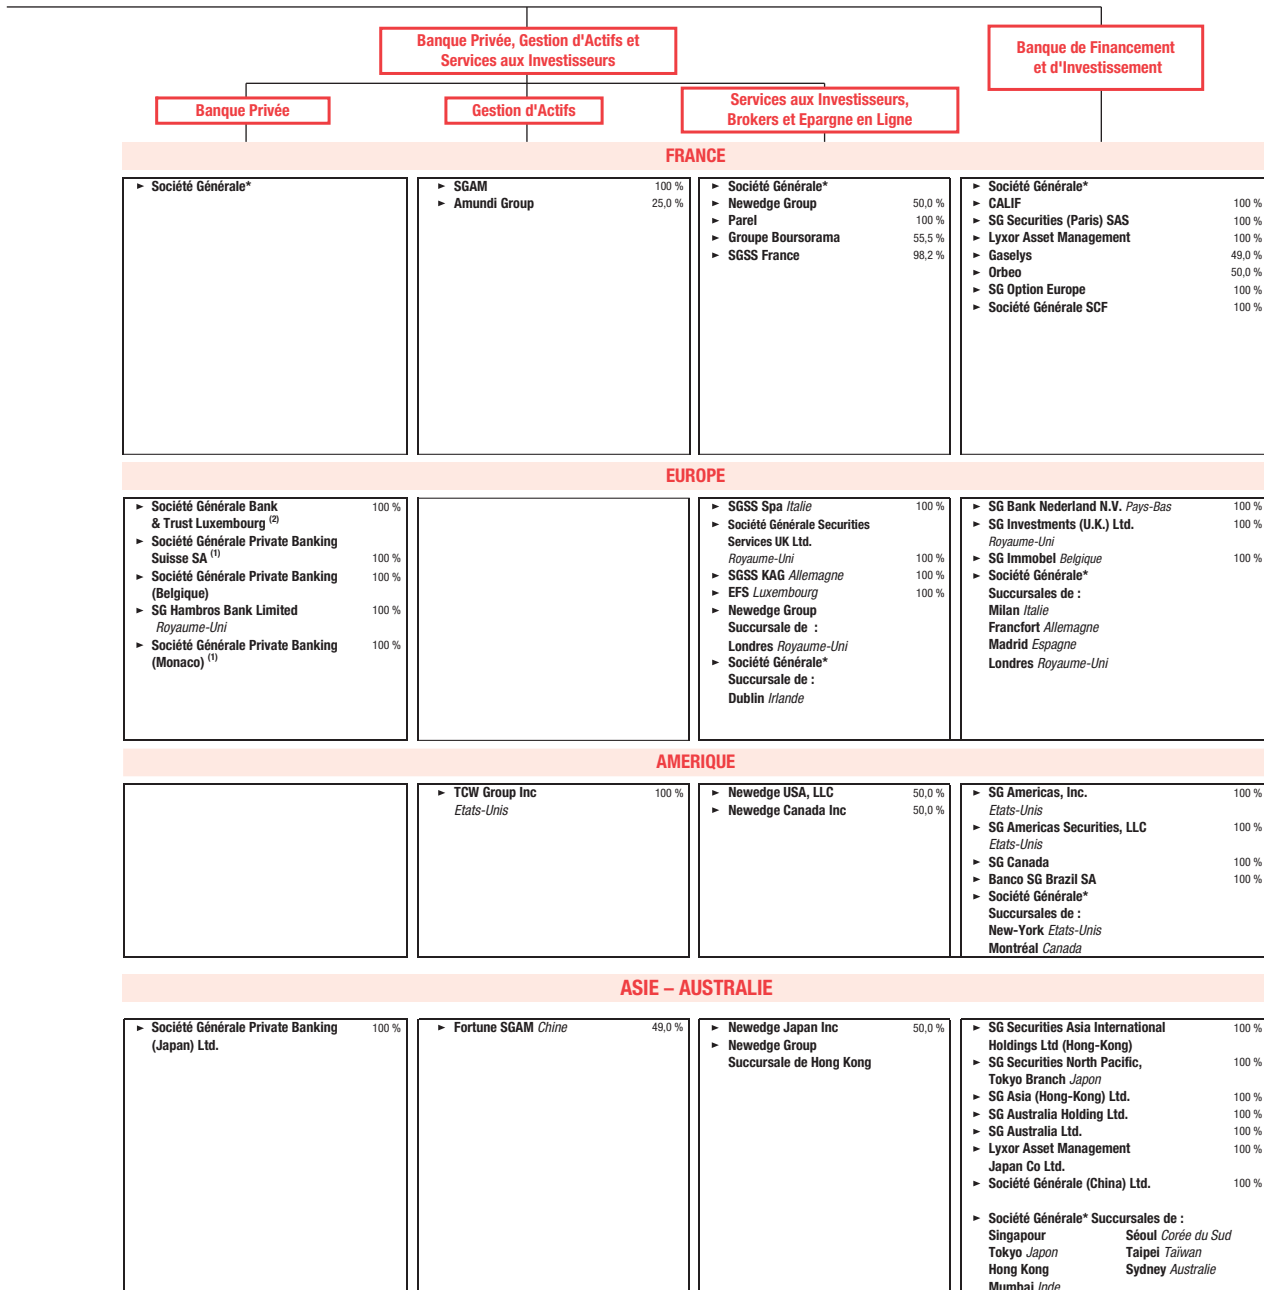 Banque Privée, Gestion d'Actifs et
Services aux Investisseurs
Banque de Financement
et d'Investissement
Banque Privée
Gestion d'Actifs
Services aux Investisseurs,
Brokers et Epargne en Ligne
FRANCE
► Société Générale*
► SGAM 100 %
► Amundi Group 25,0 %
► Société Générale*
► Newedge Group 50,0 %
► Parel 100 %
► Groupe Boursorama 55,5 %
► SGSS France 98,2 %
► Société Générale*
► CALIF 100 %
► SG Securities (Paris) SAS 100 %
► Lyxor Asset Management 100 %
► Gaselys 49,0 %
► Orbeo 50,0 %
► SG Option Europe 100 %
► Société Générale SCF 100 %
EUROPE
► Société Générale Bank 100 %
& Trust Luxembourg (2)
► Société Générale Private Banking
Suisse SA (1) 100 %
► Société Générale Private Banking 100 %
(Belgique)
► SG Hambros Bank Limited 100 %
Royaume-Uni
► Société Générale Private Banking 100 %
(Monaco) (1)
► SGSS Spa Italie 100 %
► Société Générale Securities
Services UK Ltd.
Royaume-Uni 100 %
► SGSS KAG Allemagne 100 %
► EFS Luxembourg 100 %
► Newedge Group
Succursale de :
Londres Royaume-Uni
► Société Générale*
Succursale de :
Dublin Irlande
► SG Bank Nederland N.V. Pays-Bas 100 %
► SG Investments (U.K.) Ltd. 100 %
Royaume-Uni
► SG Immobel Belgique 100 %
► Société Générale*
Succursales de :
Milan Italie
Francfort Allemagne
Madrid Espagne
Londres Royaume-Uni
AMERIQUE
► TCW Group Inc 100 %
Etats-Unis
► Newedge USA, LLC 50,0 %
► Newedge Canada Inc 50,0 %
► SG Americas, Inc. 100 %
Etats-Unis
► SG Americas Securities, LLC 100 %
Etats-Unis
► SG Canada 100 %
► Banco SG Brazil SA 100 %
► Société Générale*
Succursales de :
New-York Etats-Unis
Montréal Canada
ASIE – AUSTRALIE
► Société Générale Private Banking 100 %
(Japan) Ltd.
► Fortune SGAM Chine 49,0 %
► Newedge Japan Inc 50,0 %
► Newedge Group
Succursale de Hong Kong
► SG Securities Asia International 100 %
Holdings Ltd (Hong-Kong)
► SG Securities North Pacific, 100 %
Tokyo Branch Japon
► SG Asia (Hong-Kong) Ltd. 100 %
► SG Australia Holding Ltd. 100 %
► SG Australia Ltd. 100 %
► Lyxor Asset Management 100 %
Japan Co Ltd.
► Société Générale (China) Ltd. 100 %
► Société Générale* Succursales de :
Singapour Séoul Corée du Sud
Tokyo Japon Taipei Taïwan
Hong Kong Sydney Australie
Mumbai Inde